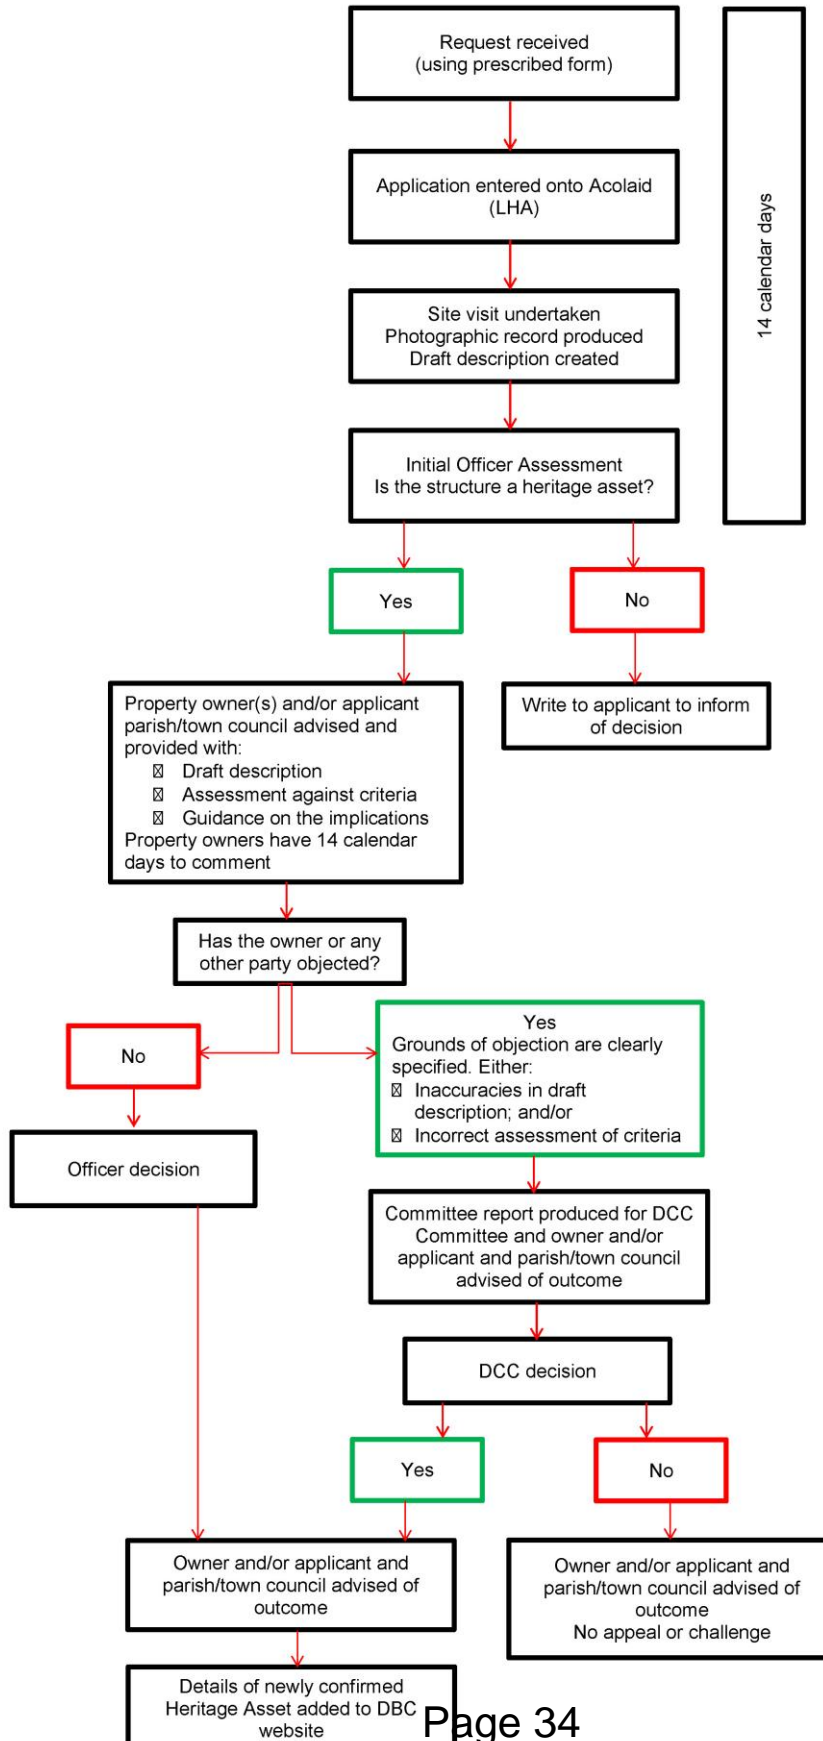 Request received
(using prescribed form)
14 calendar days
Application entered onto Acolaid
(LHA)
Site visit undertaken
Photographic record produced
Draft description created
Initial Officer Assessment
Is the structure a heritage asset?
Yes
No
Property owner(s) and/or applicant
parish/town council advised and
provided with:
Draft description
Assessment against criteria
Guidance on the implications
Property owners have 14 calendar
days to comment
Write to applicant to inform
of decision
Has the owner or any
other party objected?
No
Yes
Grounds of objection are clearly
specified. Either:
Inaccuracies in draft
description; and/or
Incorrect assessment of criteria
Officer decision
Committee report produced for DCC
Committee and owner and/or
applicant and parish/town council
advised of outcome
DCC decision
Yes
No
Owner and/or applicant and
parish/town council advised of
outcome
Owner and/or applicant and
parish/town council advised of
outcome
No appeal or challenge
Details of newly confirmed
Heritage Asset added to DBC
website
Page 34